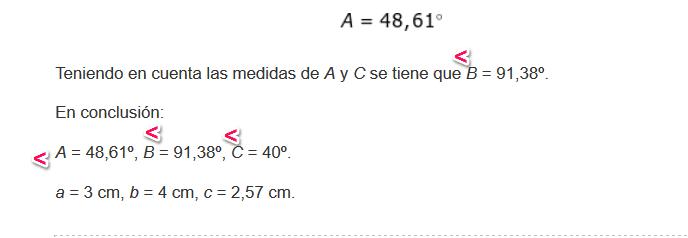 A = 48,61°
Teniendo en cuenta las medidas de A y C se tiene que B = 91,38º.
En conclusión:
A = 48,61º, B = 91,38º, C = 40º.
a = 3 cm, b = 4 cm, c = 2,57 cm.